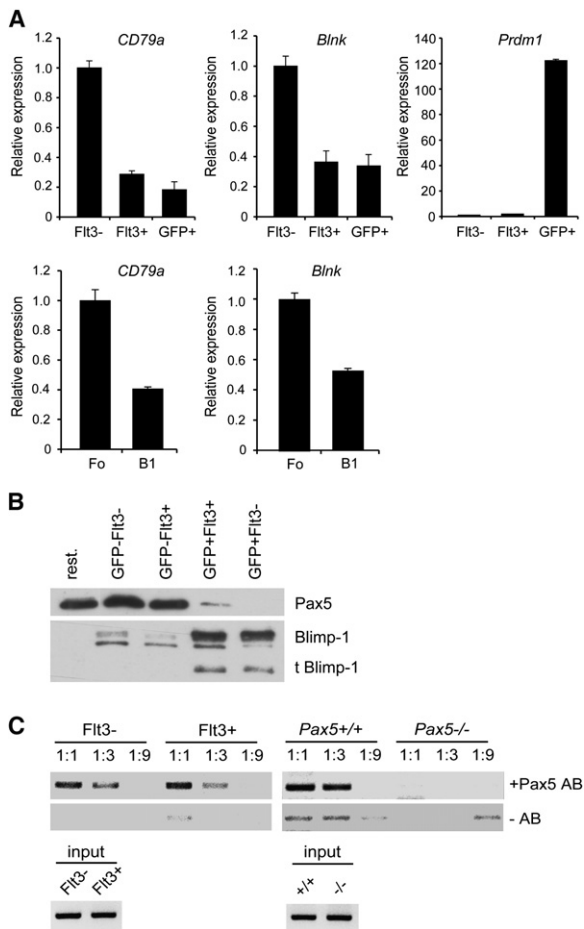 A
CD79a
Blnk
Prdm1
Relative expression
1.2
1.0
0.8
0.6
0.4
0.2
0
Flt3- Flt3+ GFP+
Relative expression
1.2
1.0
0.8
0.6
0.4
0.2
0
Flt3- Flt3+ GFP+
Relative expression
140
120
100
80
60
40
20
0
Flt3- Flt3+ GFP+
CD79a
Blnk
Relative expression
1.2
1.0
0.8
0.6
0.4
0.2
0
Fo B1
Relative expression
1.2
1.0
0.8
0.6
0.4
0.2
0
Fo B1
B
rest.
GFP-Flt3-
GFP-Flt3+
GFP+Flt3+
GFP+Flt3-
Pax5
Blimp-1
t Blimp-1
C
Flt3- Flt3+ Pax5+/+ Pax5-/-
1:1 1:3 1:9 1:1 1:3 1:9 1:1 1:3 1:9 1:1 1:3 1:9
+Pax5 AB
- AB
input input
Flt3- Flt3+ +/+ -/-